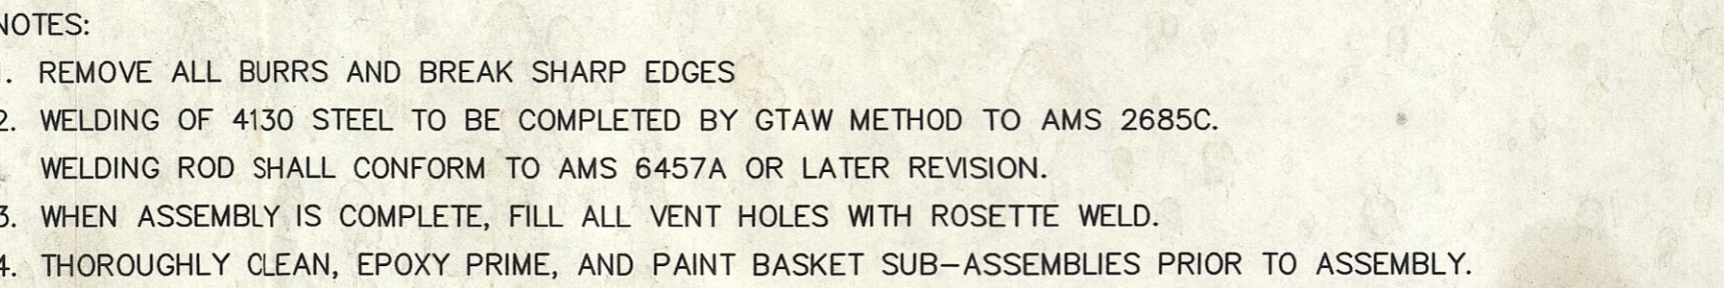 NOTES:
1. REMOVE ALL BURRS AND BREAK SHARP EDGES
2. WELDING OF 4130 STEEL TO BE COMPLETED BY GTAW METHOD TO AMS 2685C.
WELDING ROD SHALL CONFORM TO AMS 6457A OR LATER REVISION.
3. WHEN ASSEMBLY IS COMPLETE, FILL ALL VENT HOLES WITH ROSETTE WELD.
4. THOROUGHLY CLEAN, EPOXY PRIME, AND PAINT BASKET SUB-ASSEMBLIES PRIOR TO ASSEMBLY.